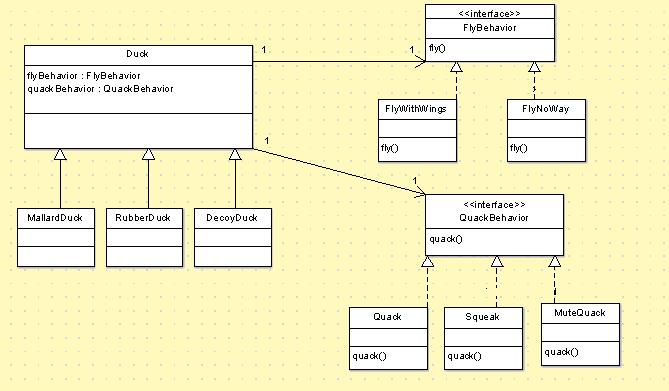 Duck
flyBehavior : FlyBehavior
quackBehavior : QuackBehavior
1
1
<<interface>>
FlyBehavior
fly()
FlyWithWings
fly()
FlyNoWay
fly()
1
1
MallardDuck
RubberDuck
DecoyDuck
<<interface>>
QuackBehavior
quack()
Quack
quack()
Squeak
quack()
MuteQuack
quack()